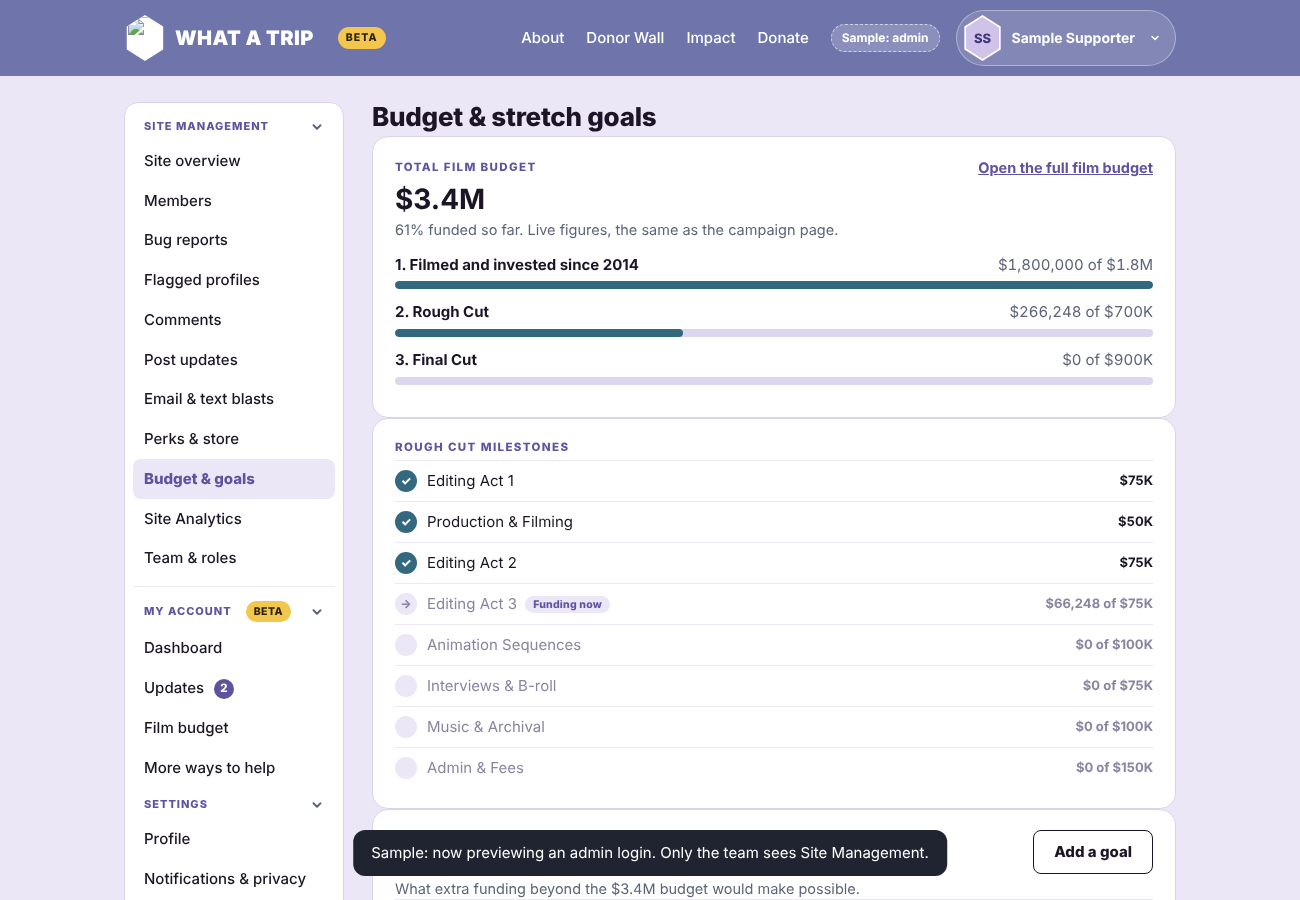 WHAT A TRIP
BETA
About
Donor Wall
Impact
Donate
Sample: admin
SS
Sample Supporter
SITE MANAGEMENT
Site overview
Members
Bug reports
Flagged profiles
Comments
Post updates
Email & text blasts
Perks & store
Budget & goals
Site Analytics
Team & roles
MY ACCOUNT
BETA
Dashboard
Updates
2
Film budget
More ways to help
SETTINGS
Profile
Notifications & privacy
Budget & stretch goals
TOTAL FILM BUDGET
Open the full film budget
$3.4M
61% funded so far. Live figures, the same as the campaign page.
1. Filmed and invested since 2014
$1,800,000 of $1.8M
2. Rough Cut
$266,248 of $700K
3. Final Cut
$0 of $900K
ROUGH CUT MILESTONES
Editing Act 1
$75K
Production & Filming
$50K
Editing Act 2
$75K
Editing Act 3
Funding now
$66,248 of $75K
Animation Sequences
$0 of $100K
Interviews & B-roll
$0 of $75K
Music & Archival
$0 of $100K
Admin & Fees
$0 of $150K
Sample: now previewing an admin login. Only the team sees Site Management.
Add a goal
What extra funding beyond the $3.4M budget would make possible.